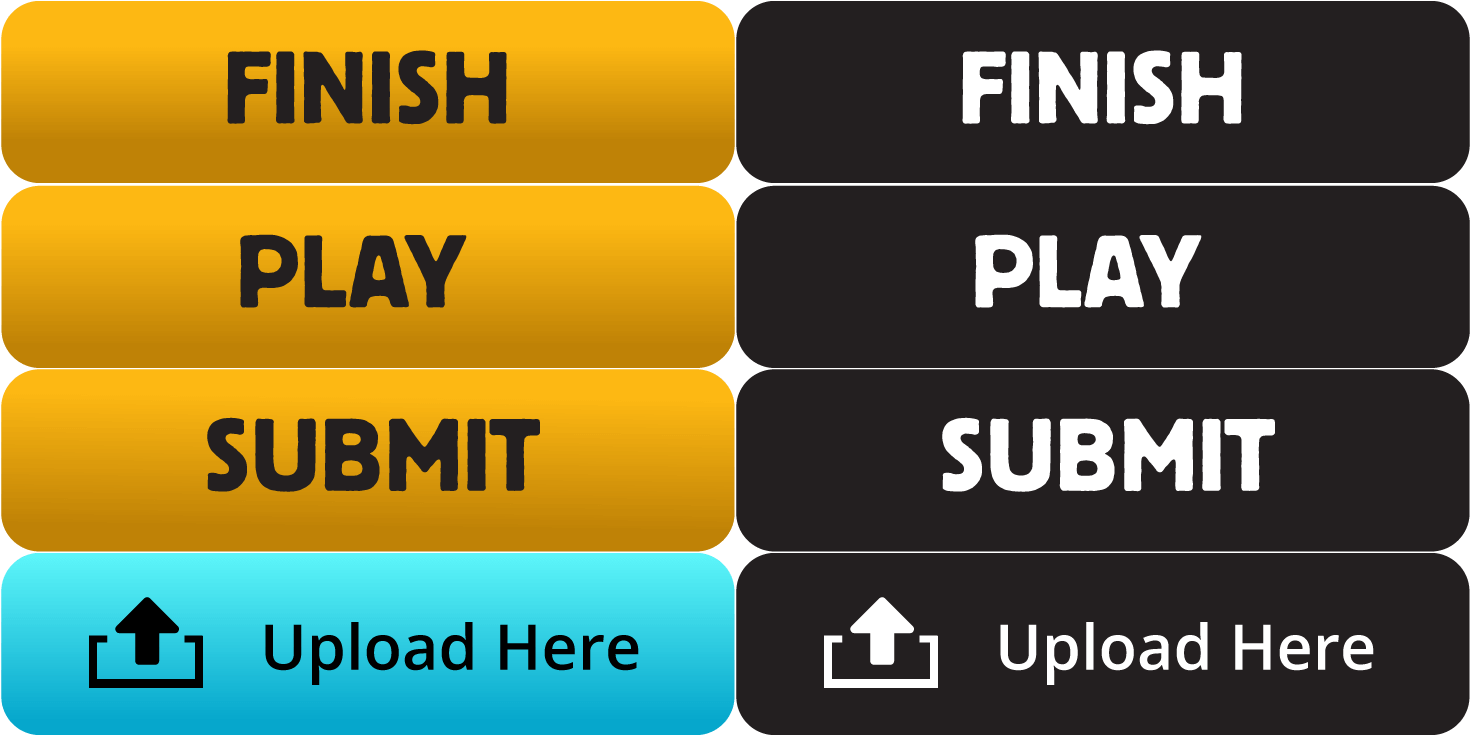 FINISH
FINISH
PLAY
PLAY
SUBMIT
SUBMIT
Upload Here
Upload Here